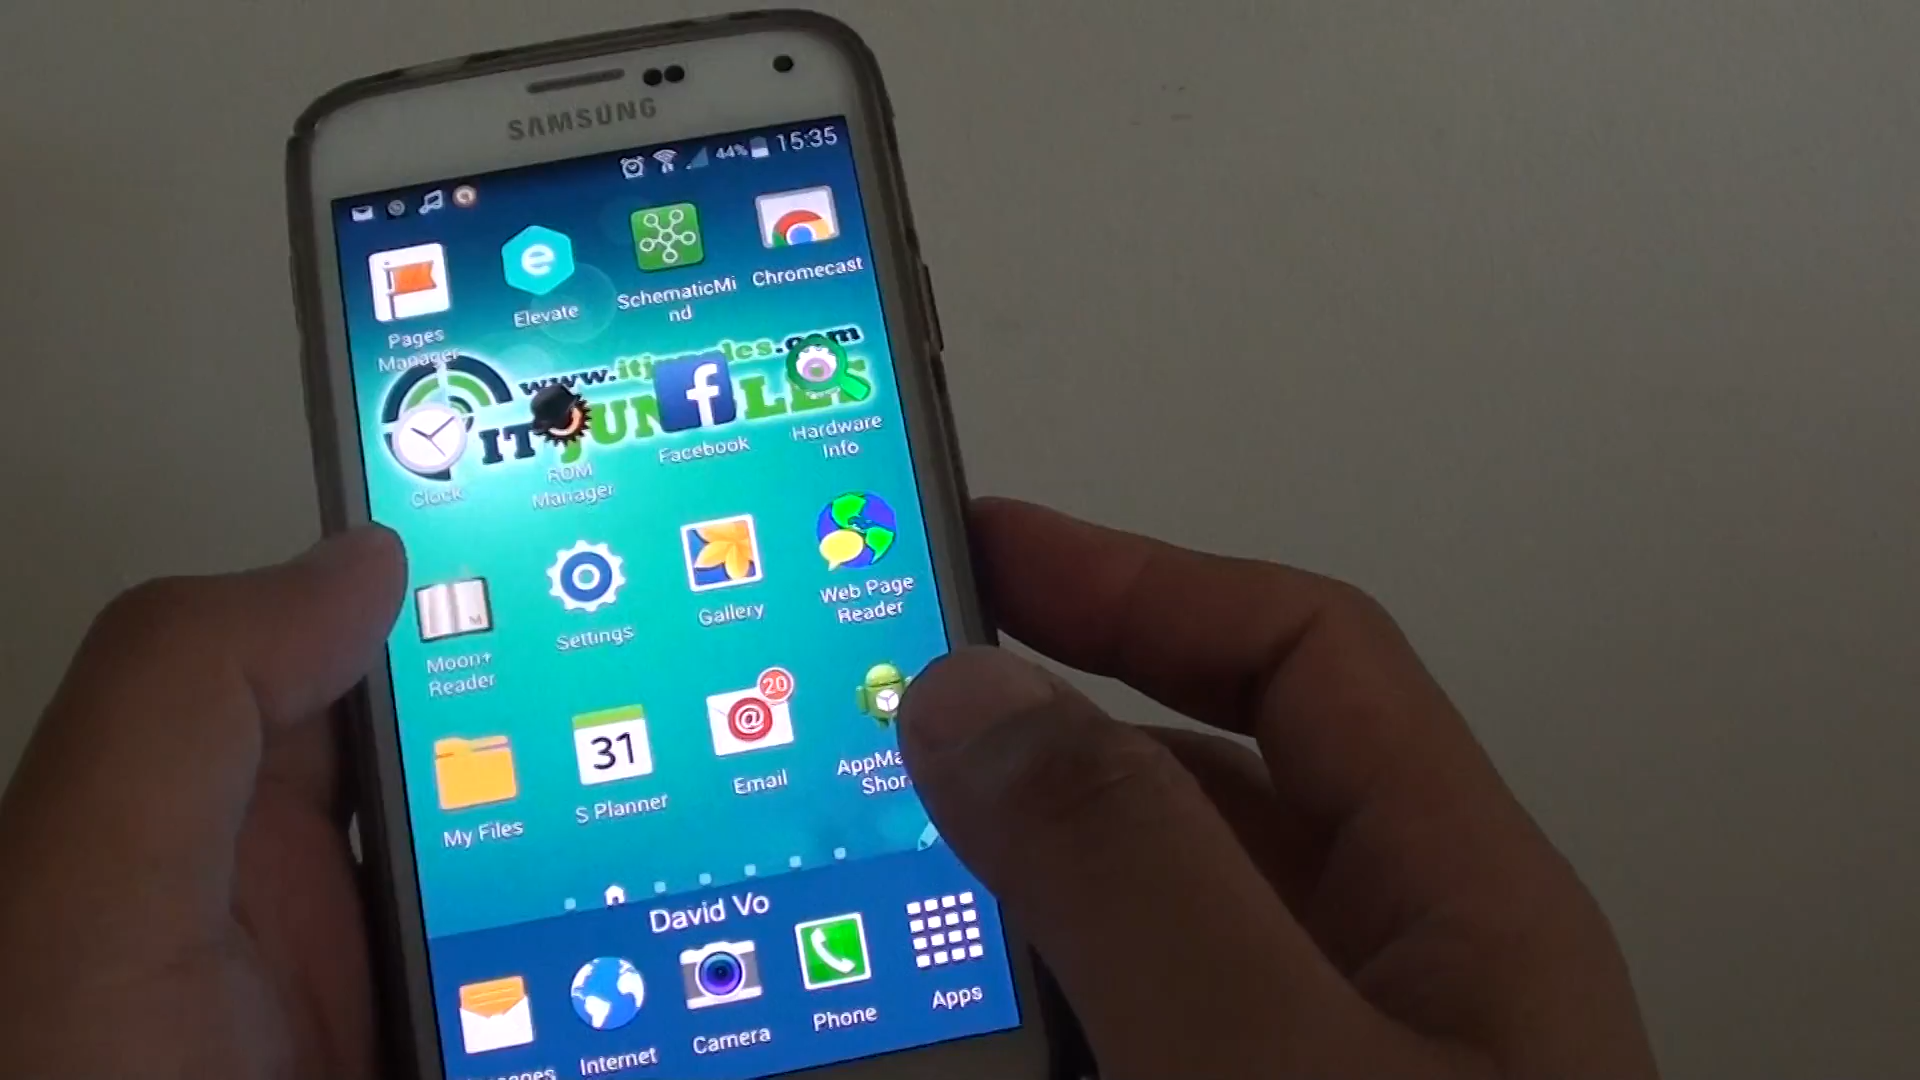 SAMSUNG
44% 15:35
Pages
Manager
Elevate
SchematicMi
nd
Chromecast
www.itjungles.com
Clock
ROM
Manager
Facebook
Hardware
Info
Moon+
Reader
Settings
Gallery
Web Page
Reader
My Files
31
S Planner
20
Email
David Vo
Internet
Camera
Phone
Apps